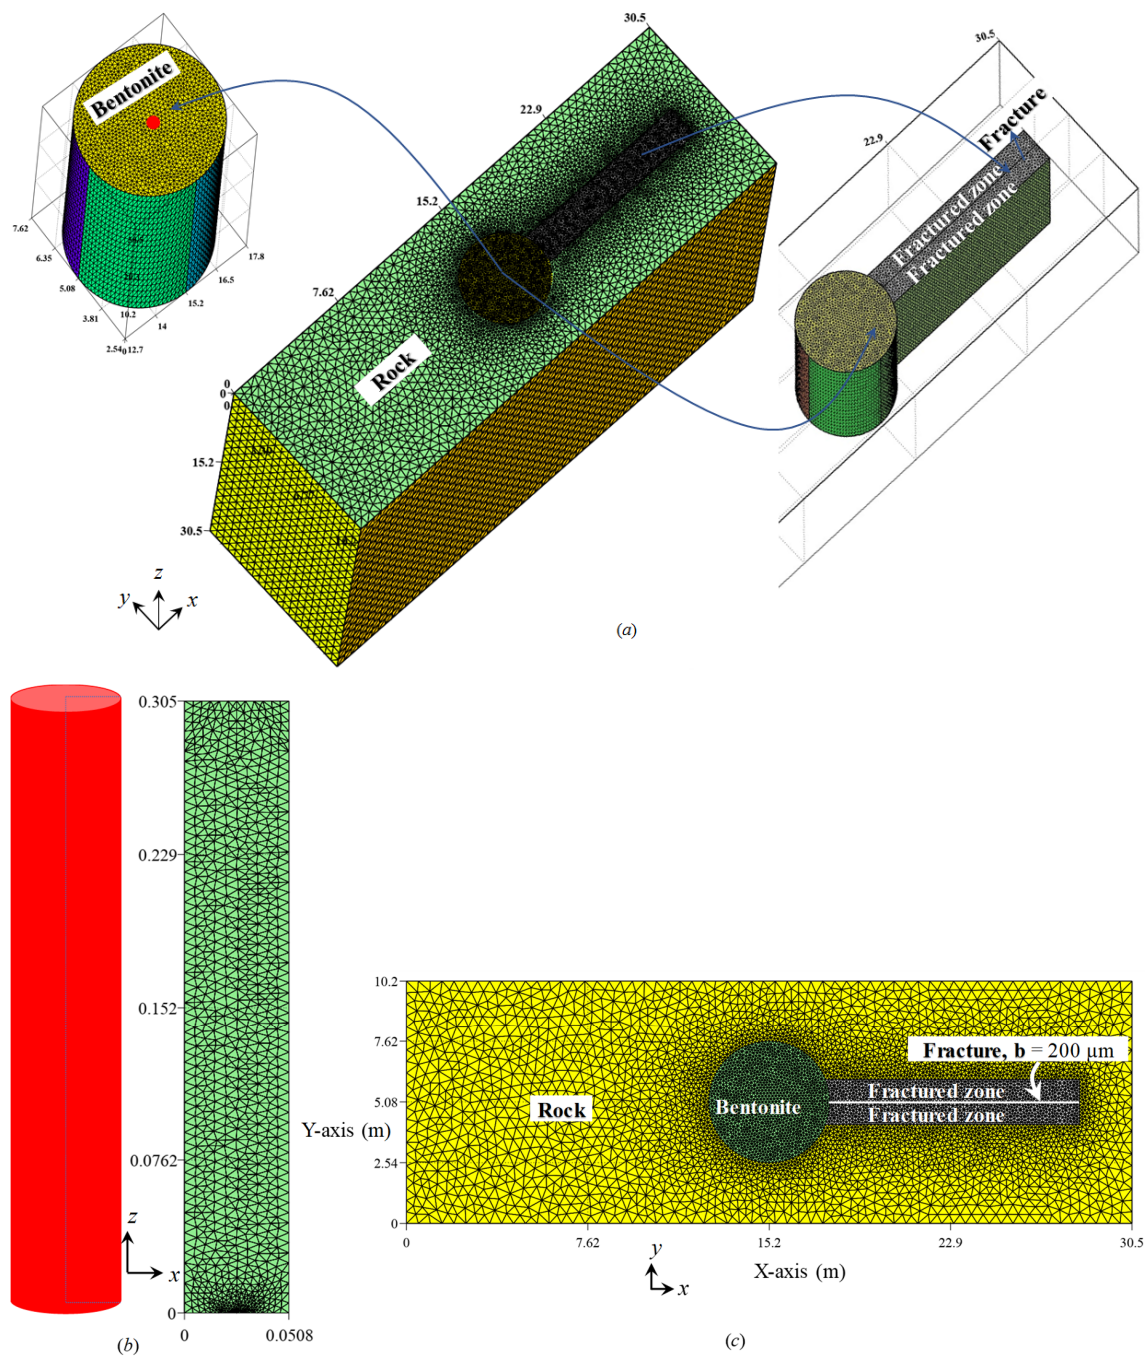 30.5
22.9
15.2
7.62
0
0
15.2
30.5
Rock
Bentonite
7.62
6.35
5.08
3.81
2.54
0
12.7
10.2
14
15.2
16.5
17.8
30.5
22.9
Fracture
Fractured zone
Fractured zone
z
y
x
(a)
0.305
0.229
0.152
0.0762
0
0
0.0508
z
x
(b)
10.2
7.62
5.08
2.54
0
Y-axis (m)
Rock
Bentonite
Fracture, b = 200 μm
Fractured zone
Fractured zone
0
7.62
15.2
22.9
30.5
X-axis (m)
y
x
(c)